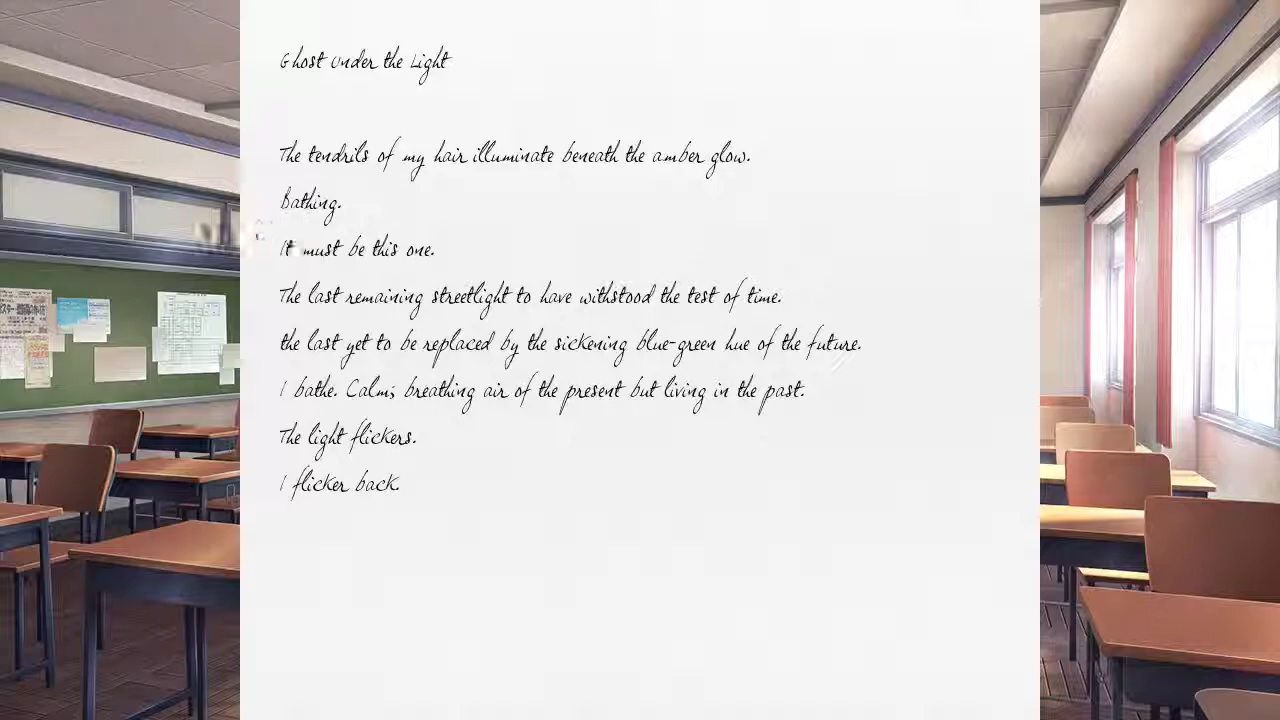 Ghost Under the Light
The tendrils of my hair illuminate beneath the amber glow.
Bathing.
It must be this one.
The last remaining streetlight to have withstood the test of time.
the last yet to be replaced by the sickening blue-green hue of the future.
I bathe. Calm; breathing air of the present but living in the past.
The light flickers.
I flicker back.